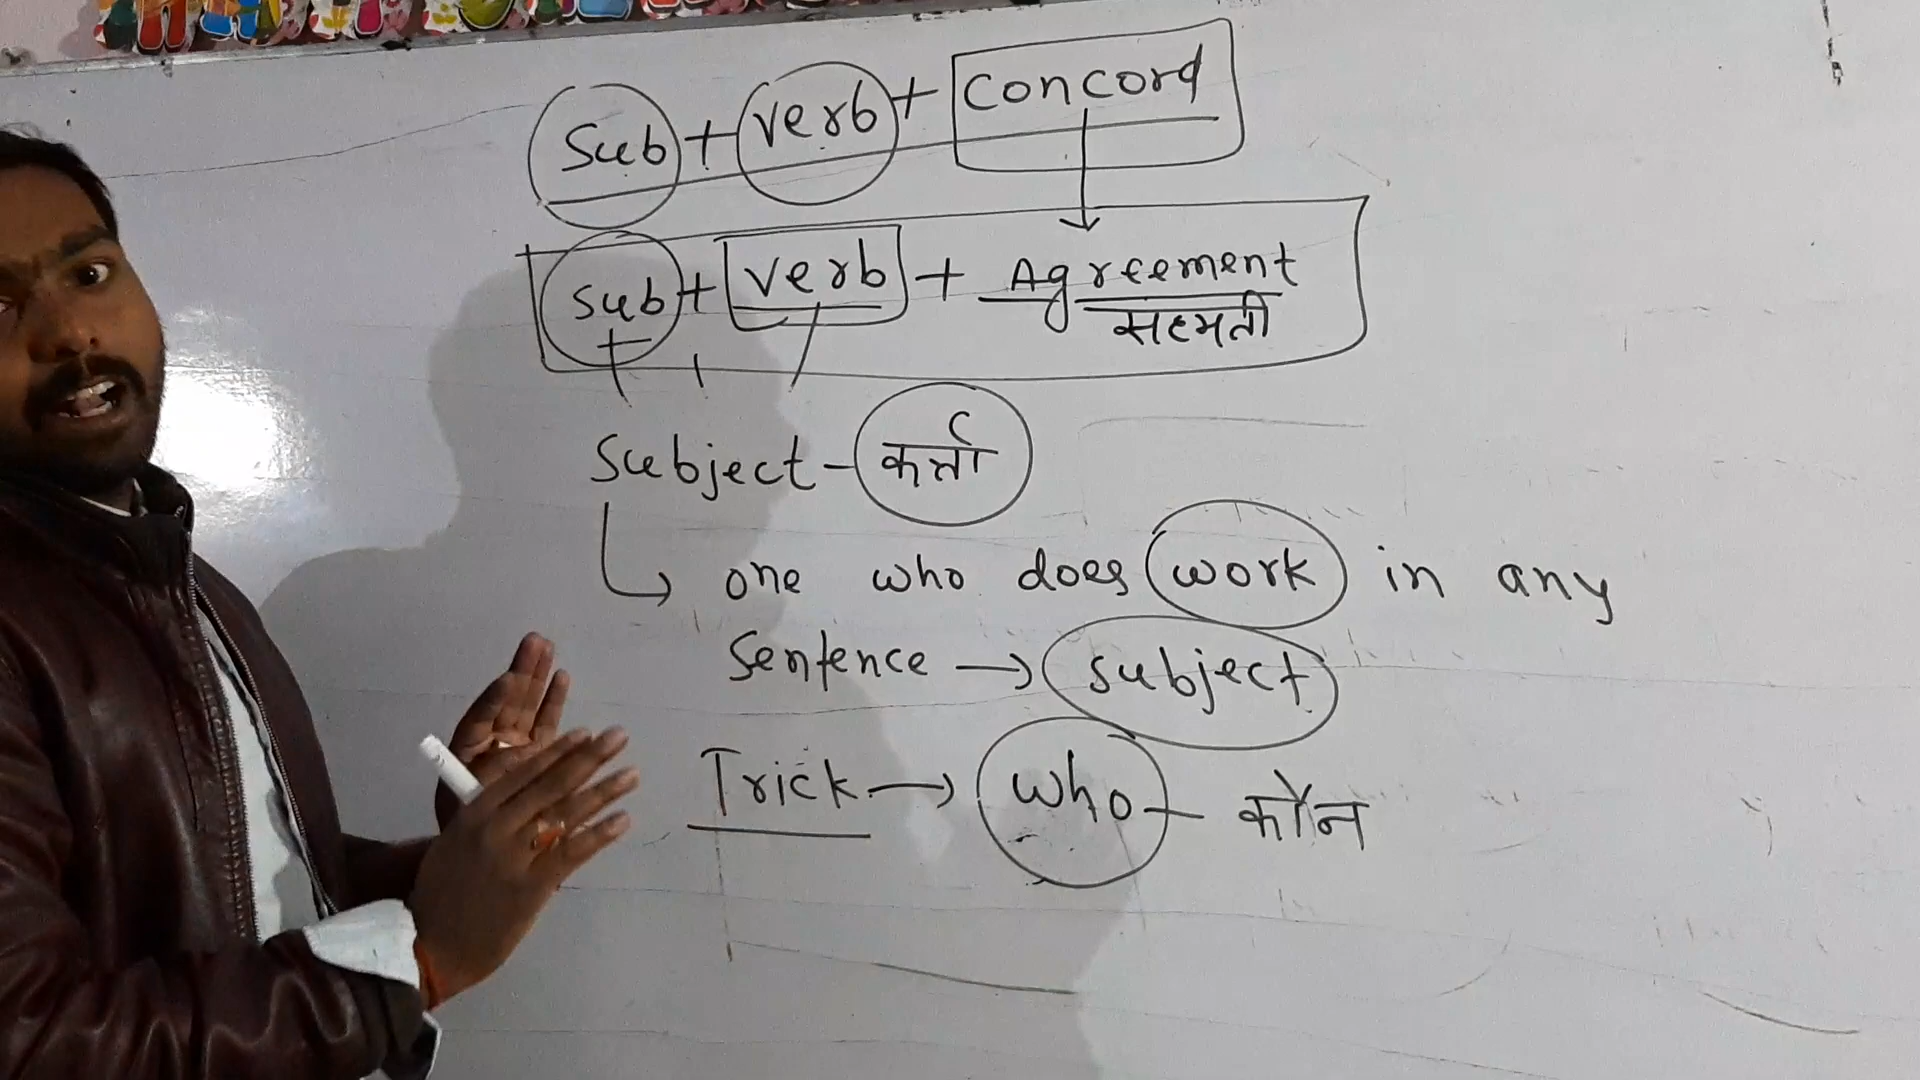 Sub + verb + Concord
sub + verb + Agreement
सहमती
Subject - कर्ता
one who does work in any
Sentence → subject
Trick → who - कौन